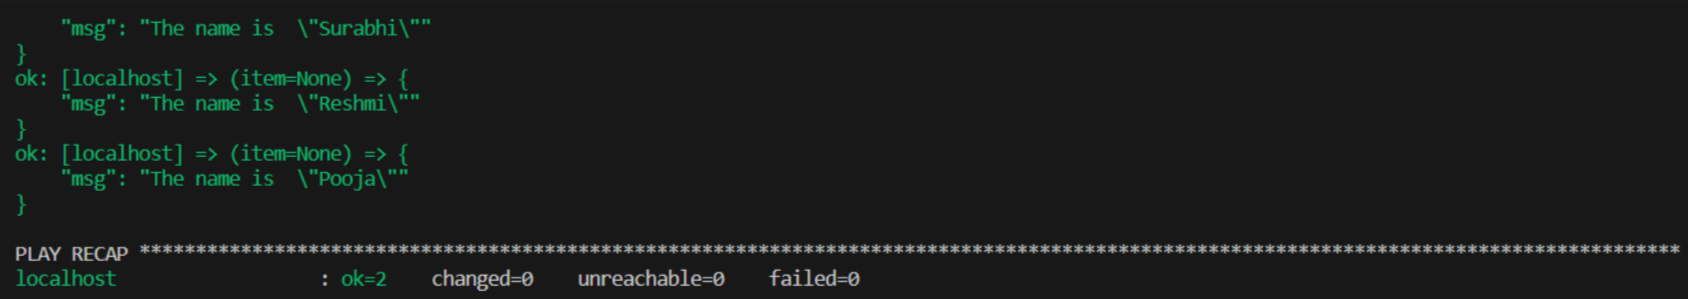 "msg": "The name is  \"Surabhi\""
}
ok: [localhost] => (item=None) => {
    "msg": "The name is  \"Reshmi\""
}
ok: [localhost] => (item=None) => {
    "msg": "The name is  \"Pooja\""
}
PLAY RECAP *****************************************************************************************************************************************
localhost                  : ok=2    changed=0    unreachable=0    failed=0